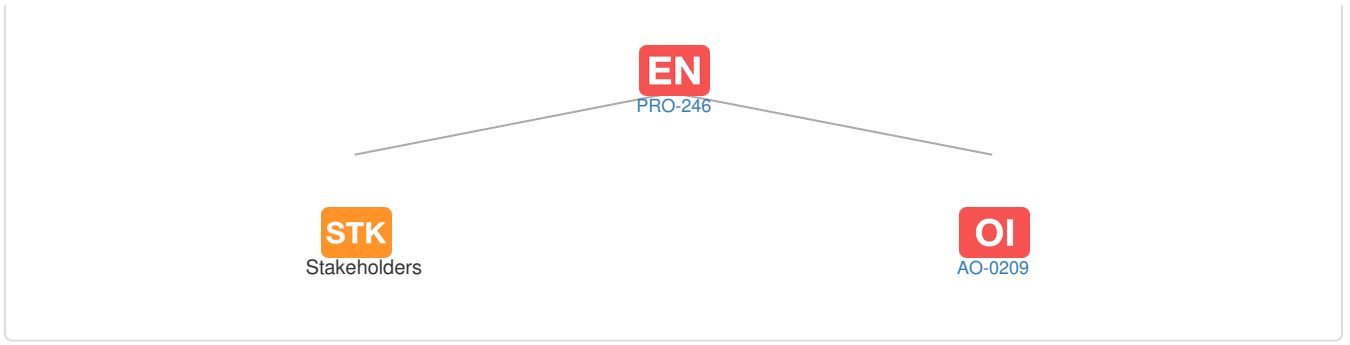 EN
PRO-246
STK
Stakeholders
OI
AO-0209